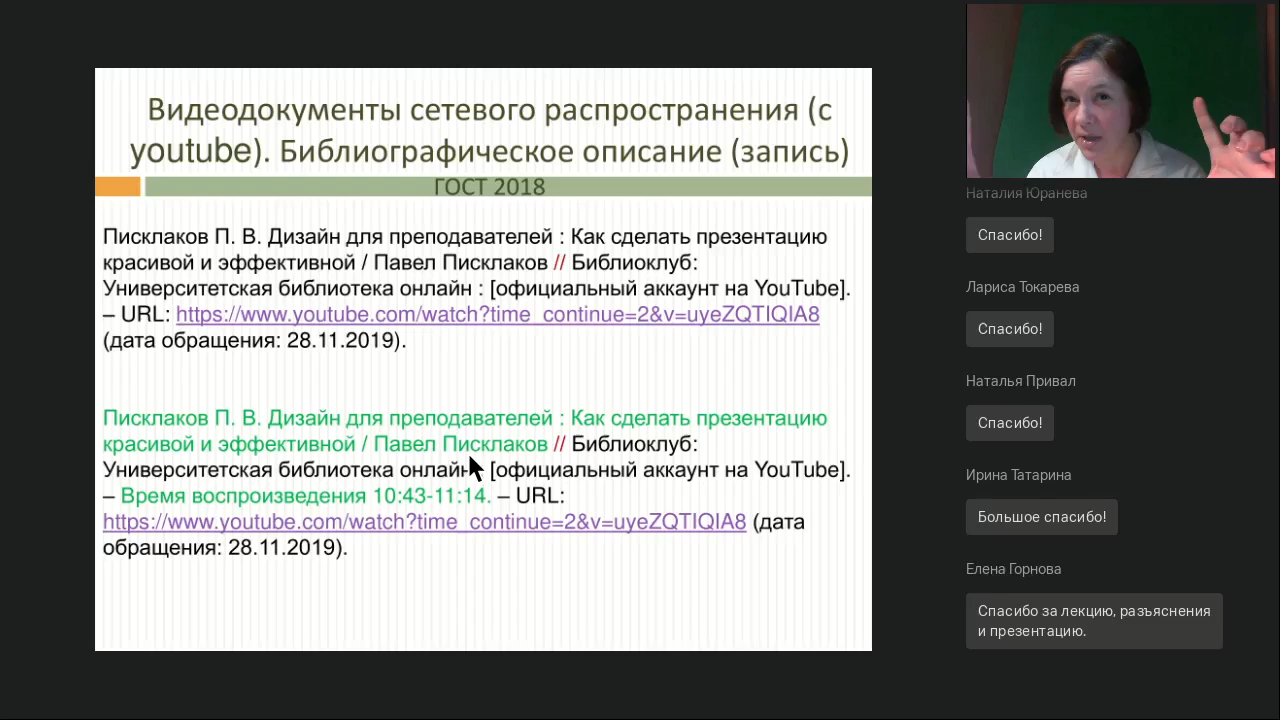 Видеодокументы сетевого распространения (с
youtube). Библиографическое описание (запись)
ГОСТ 2018
Писклаков П. В. Дизайн для преподавателей : Как сделать презентацию
красивой и эффективной / Павел Писклаков // Библиоклуб:
Университетская библиотека онлайн : [официальный аккаунт на YouTube].
– URL: https://www.youtube.com/watch?time_continue=2&v=uyeZQTIQIA8
(дата обращения: 28.11.2019).
Писклаков П. В. Дизайн для преподавателей : Как сделать презентацию
красивой и эффективной / Павел Писклаков // Библиоклуб:
Университетская библиотека онлайн [официальный аккаунт на YouTube].
– Время воспроизведения 10:43-11:14. – URL:
https://www.youtube.com/watch?time_continue=2&v=uyeZQTIQIA8 (дата
обращения: 28.11.2019).
Наталия Юранева
Спасибо!
Лариса Токарева
Спасибо!
Наталья Привал
Спасибо!
Ирина Татарина
Большое спасибо!
Елена Горнова
Спасибо за лекцию, разъяснения
и презентацию.